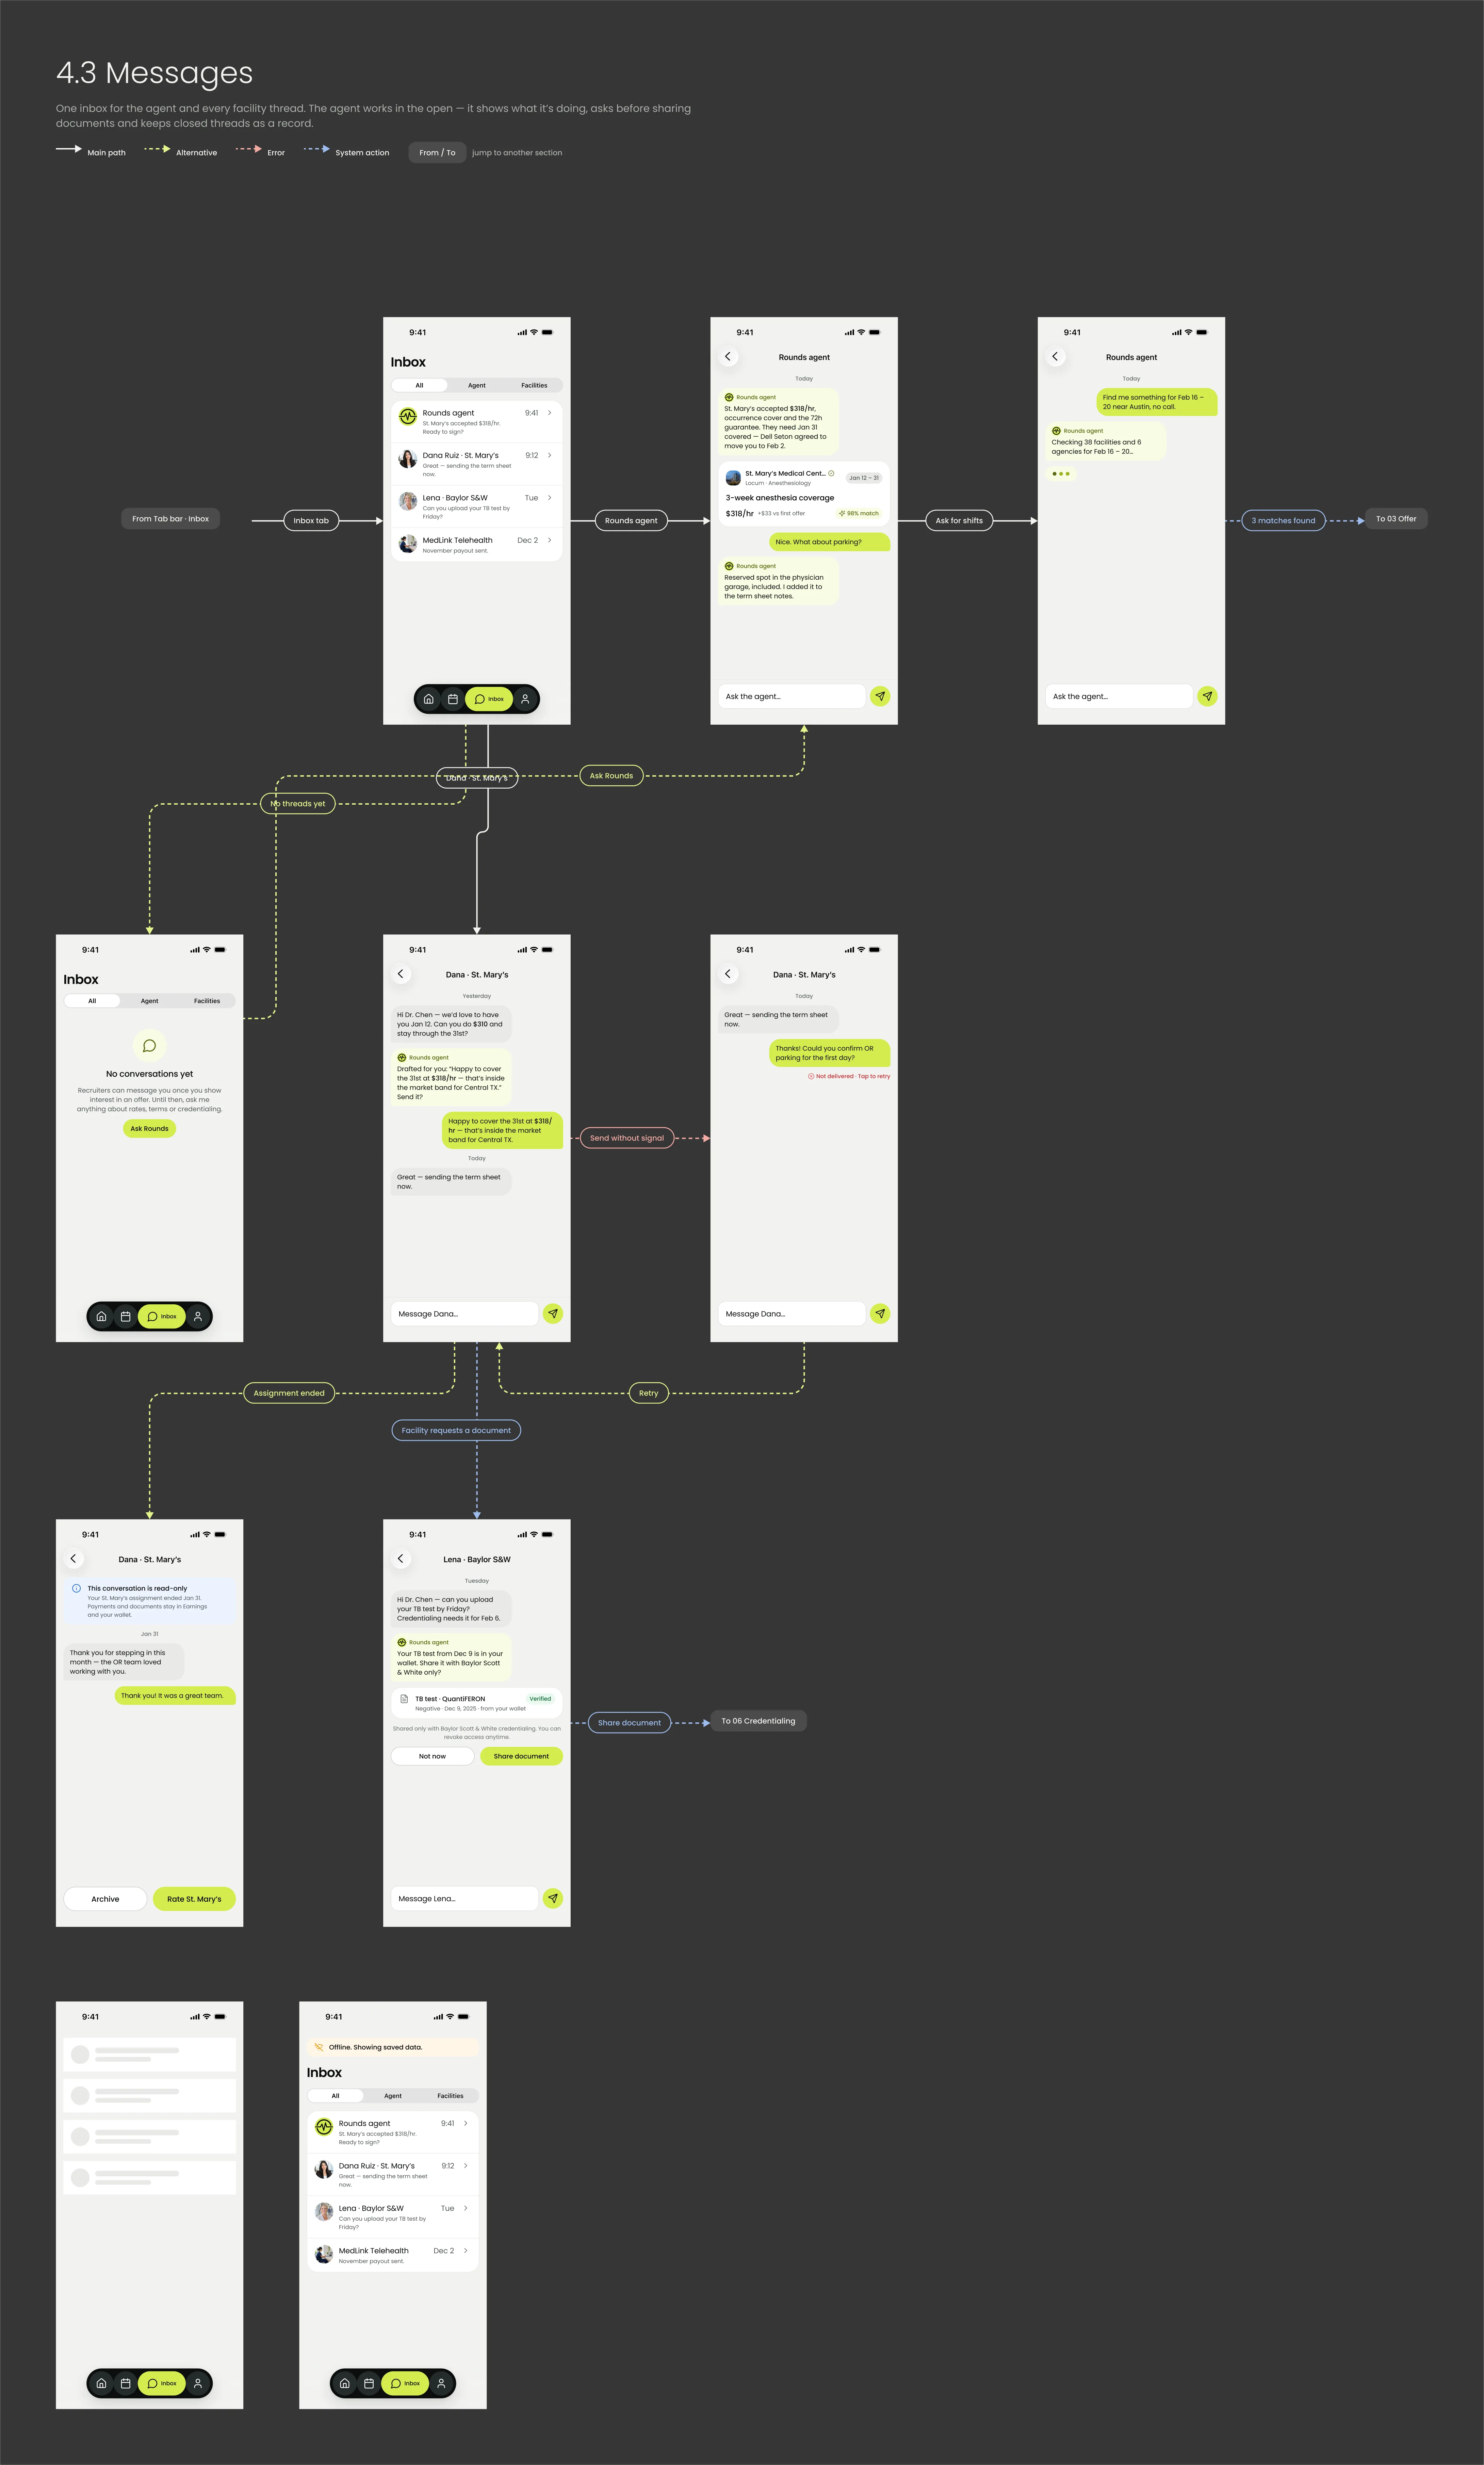 4.3 Messages
One inbox for the agent and every facility thread. The agent works in the open — it shows what it's doing, asks before sharing
documents and keeps closed threads as a record.
Main path
Alternative
Error
System action
From / To
jump to another section
From Tab bar · Inbox
Inbox tab
9:41
Inbox
All
Agent
Facilities
Rounds agent
9:41
St. Mary's accepted $318/hr.
Ready to sign?
Dana Ruiz · St. Mary's
9:12
Great — sending the term sheet
now.
Lena · Baylor S&W
Tue
Can you upload your TB test by
Friday?
MedLink Telehealth
Dec 2
November payout sent.
Inbox
Rounds agent
9:41
Rounds agent
Today
Rounds agent
St. Mary's accepted $318/hr,
occurrence cover and the 72h
guarantee. They need Jan 31
covered — Dell Seton agreed to
move you to Feb 2.
St. Mary's Medical Cent...
Locum · Anesthesiology
Jan 12 – 31
3-week anesthesia coverage
$318/hr
+$33 vs first offer
98% match
Nice. What about parking?
Rounds agent
Reserved spot in the physician
garage, included. I added it to
the term sheet notes.
Ask the agent...
Ask for shifts
9:41
Rounds agent
Today
Find me something for Feb 16 –
20 near Austin, no call.
Rounds agent
Checking 38 facilities and 6
agencies for Feb 16 – 20...
Ask the agent...
3 matches found
To 03 Offer
Dana · St. Mary's
Ask Rounds
No threads yet
9:41
Inbox
All
Agent
Facilities
No conversations yet
Recruiters can message you once you show
interest in an offer. Until then, ask me
anything about rates, terms or credentialing.
Ask Rounds
Inbox
9:41
Dana · St. Mary's
Yesterday
Hi Dr. Chen — we'd love to have
you Jan 12. Can you do $310 and
stay through the 31st?
Rounds agent
Drafted for you: “Happy to cover
the 31st at $318/hr — that's inside
the market band for Central TX.”
Send it?
Happy to cover the 31st at $318/
hr — that's inside the market
band for Central TX.
Today
Great — sending the term sheet
now.
Message Dana...
Send without signal
9:41
Dana · St. Mary's
Today
Great — sending the term sheet
now.
Thanks! Could you confirm OR
parking for the first day?
Not delivered · Tap to retry
Message Dana...
Assignment ended
Retry
Facility requests a document
9:41
Dana · St. Mary's
This conversation is read-only
Your St. Mary's assignment ended Jan 31.
Payments and documents stay in Earnings
and your wallet.
Jan 31
Thank you for stepping in this
month — the OR team loved
working with you.
Thank you! It was a great team.
Archive
Rate St. Mary's
9:41
Lena · Baylor S&W
Tuesday
Hi Dr. Chen — can you upload
your TB test by Friday?
Credentialing needs it for Feb 6.
Rounds agent
Your TB test from Dec 9 is in your
wallet. Share it with Baylor Scott
& White only?
TB test · QuantiFERON
Verified
Negative · Dec 9, 2025 · from your wallet
Shared only with Baylor Scott & White credentialing. You can
revoke access anytime.
Not now
Share document
Message Lena...
Share document
To 06 Credentialing
9:41
Inbox
9:41
Offline. Showing saved data.
Inbox
All
Agent
Facilities
Rounds agent
9:41
St. Mary's accepted $318/hr.
Ready to sign?
Dana Ruiz · St. Mary's
9:12
Great — sending the term sheet
now.
Lena · Baylor S&W
Tue
Can you upload your TB test by
Friday?
MedLink Telehealth
Dec 2
November payout sent.
Inbox